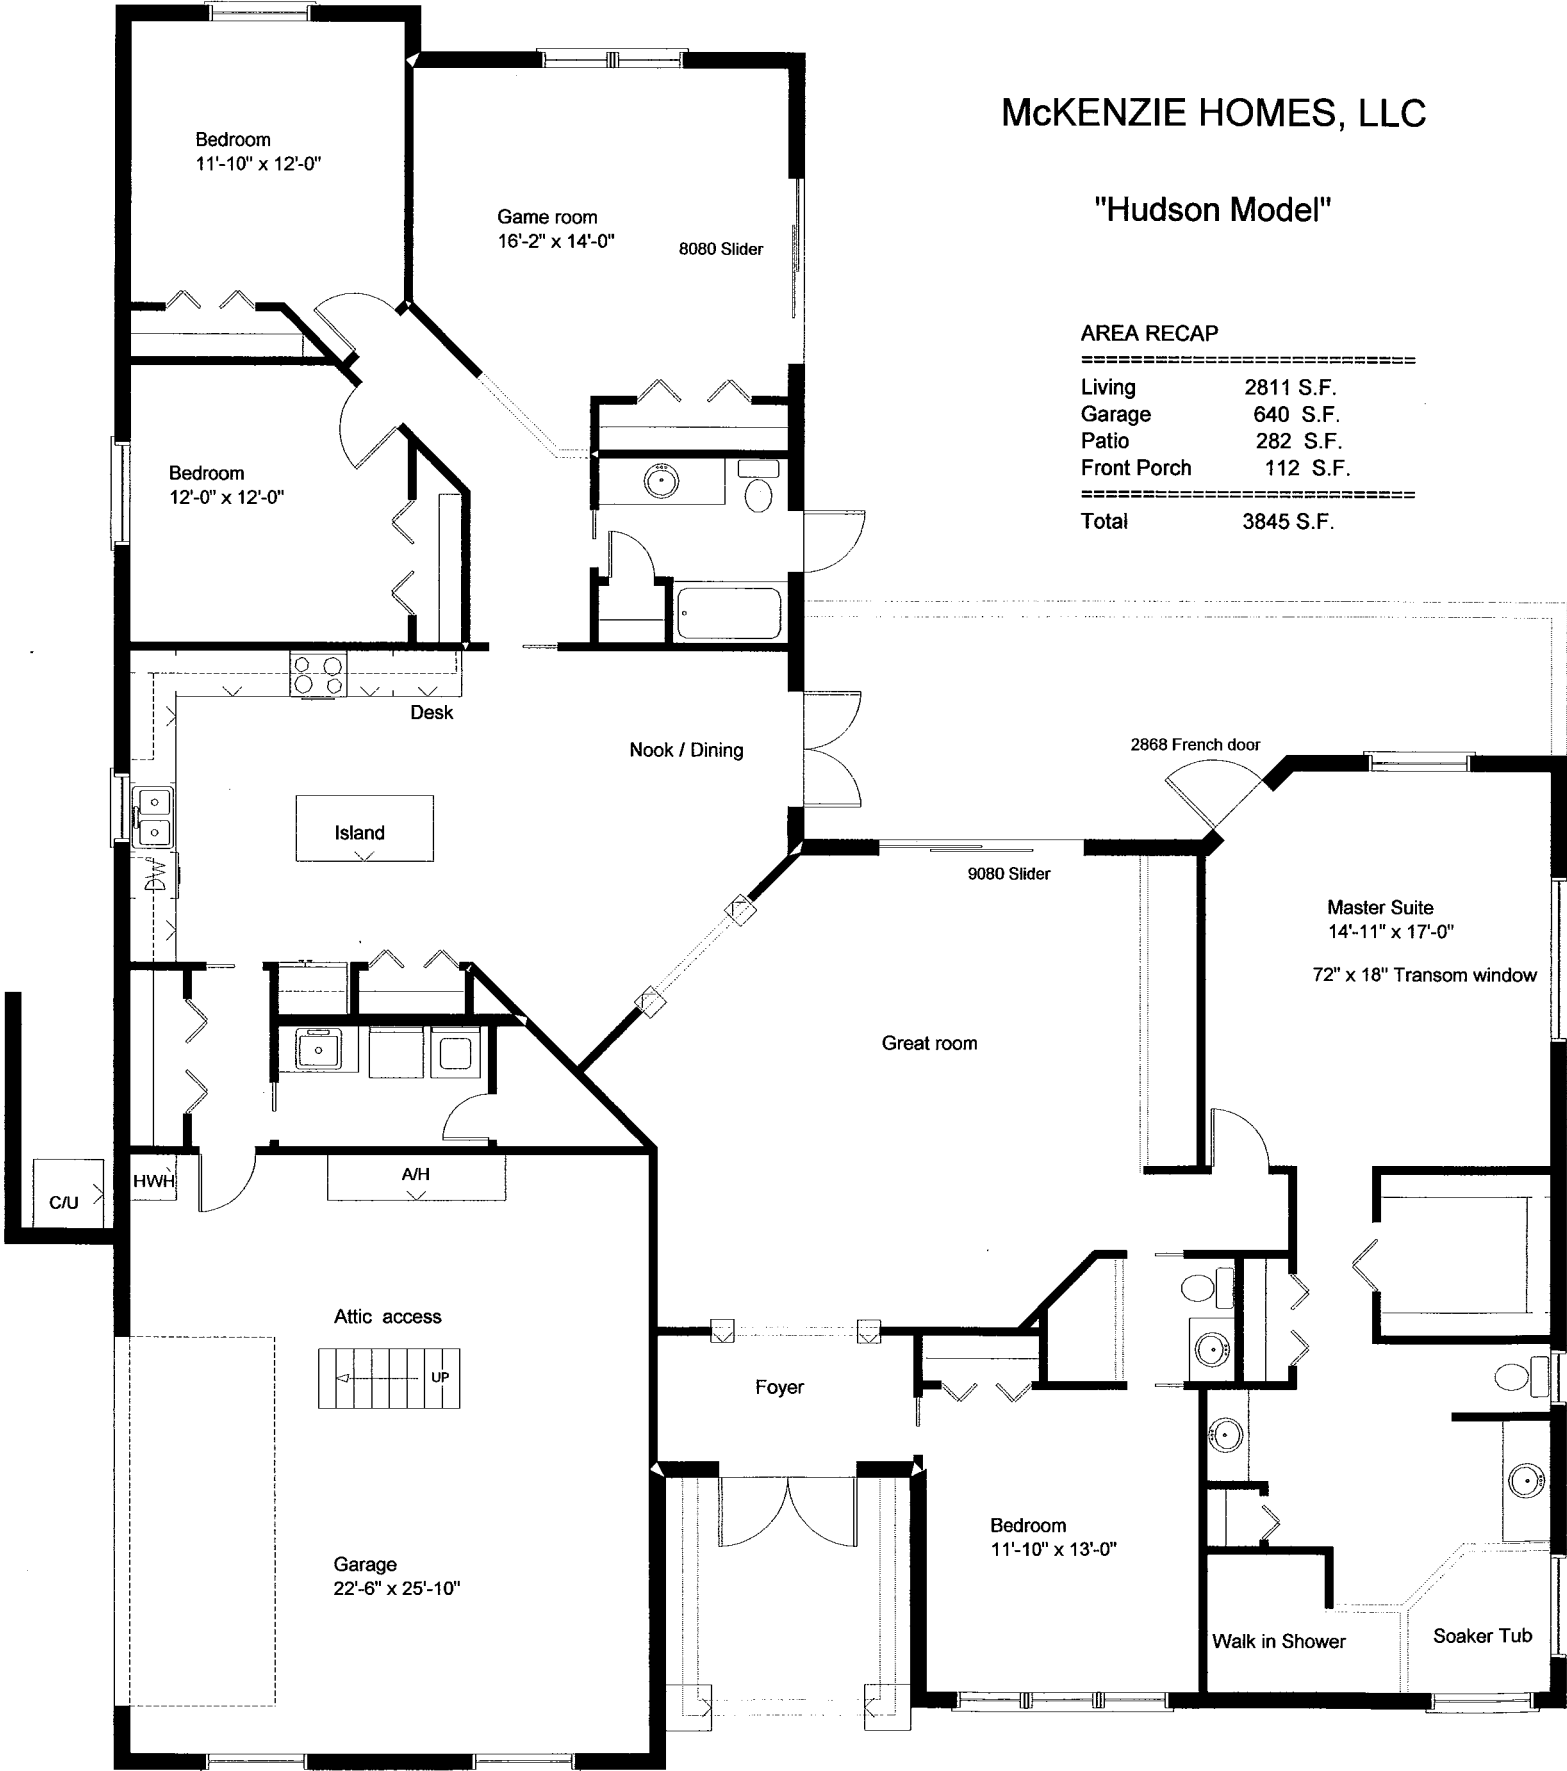 McKENZIE HOMES, LLC
"Hudson Model"
AREA RECAP
============================
Living 2811 S.F.
Garage 640 S.F.
Patio 282 S.F.
Front Porch 112 S.F.
============================
Total 3845 S.F.
Bedroom
11'-10" x 12'-0"
Game room
16'-2" x 14'-0"
8080 Slider
Bedroom
12'-0" x 12'-0"
Desk
Nook / Dining
2868 French door
Island
DW
9080 Slider
Master Suite
14'-11" x 17'-0"
72" x 18" Transom window
Great room
HWH
A/H
C/U
Attic access
UP
Foyer
Bedroom
11'-10" x 13'-0"
Garage
22'-6" x 25'-10"
Walk in Shower
Soaker Tub